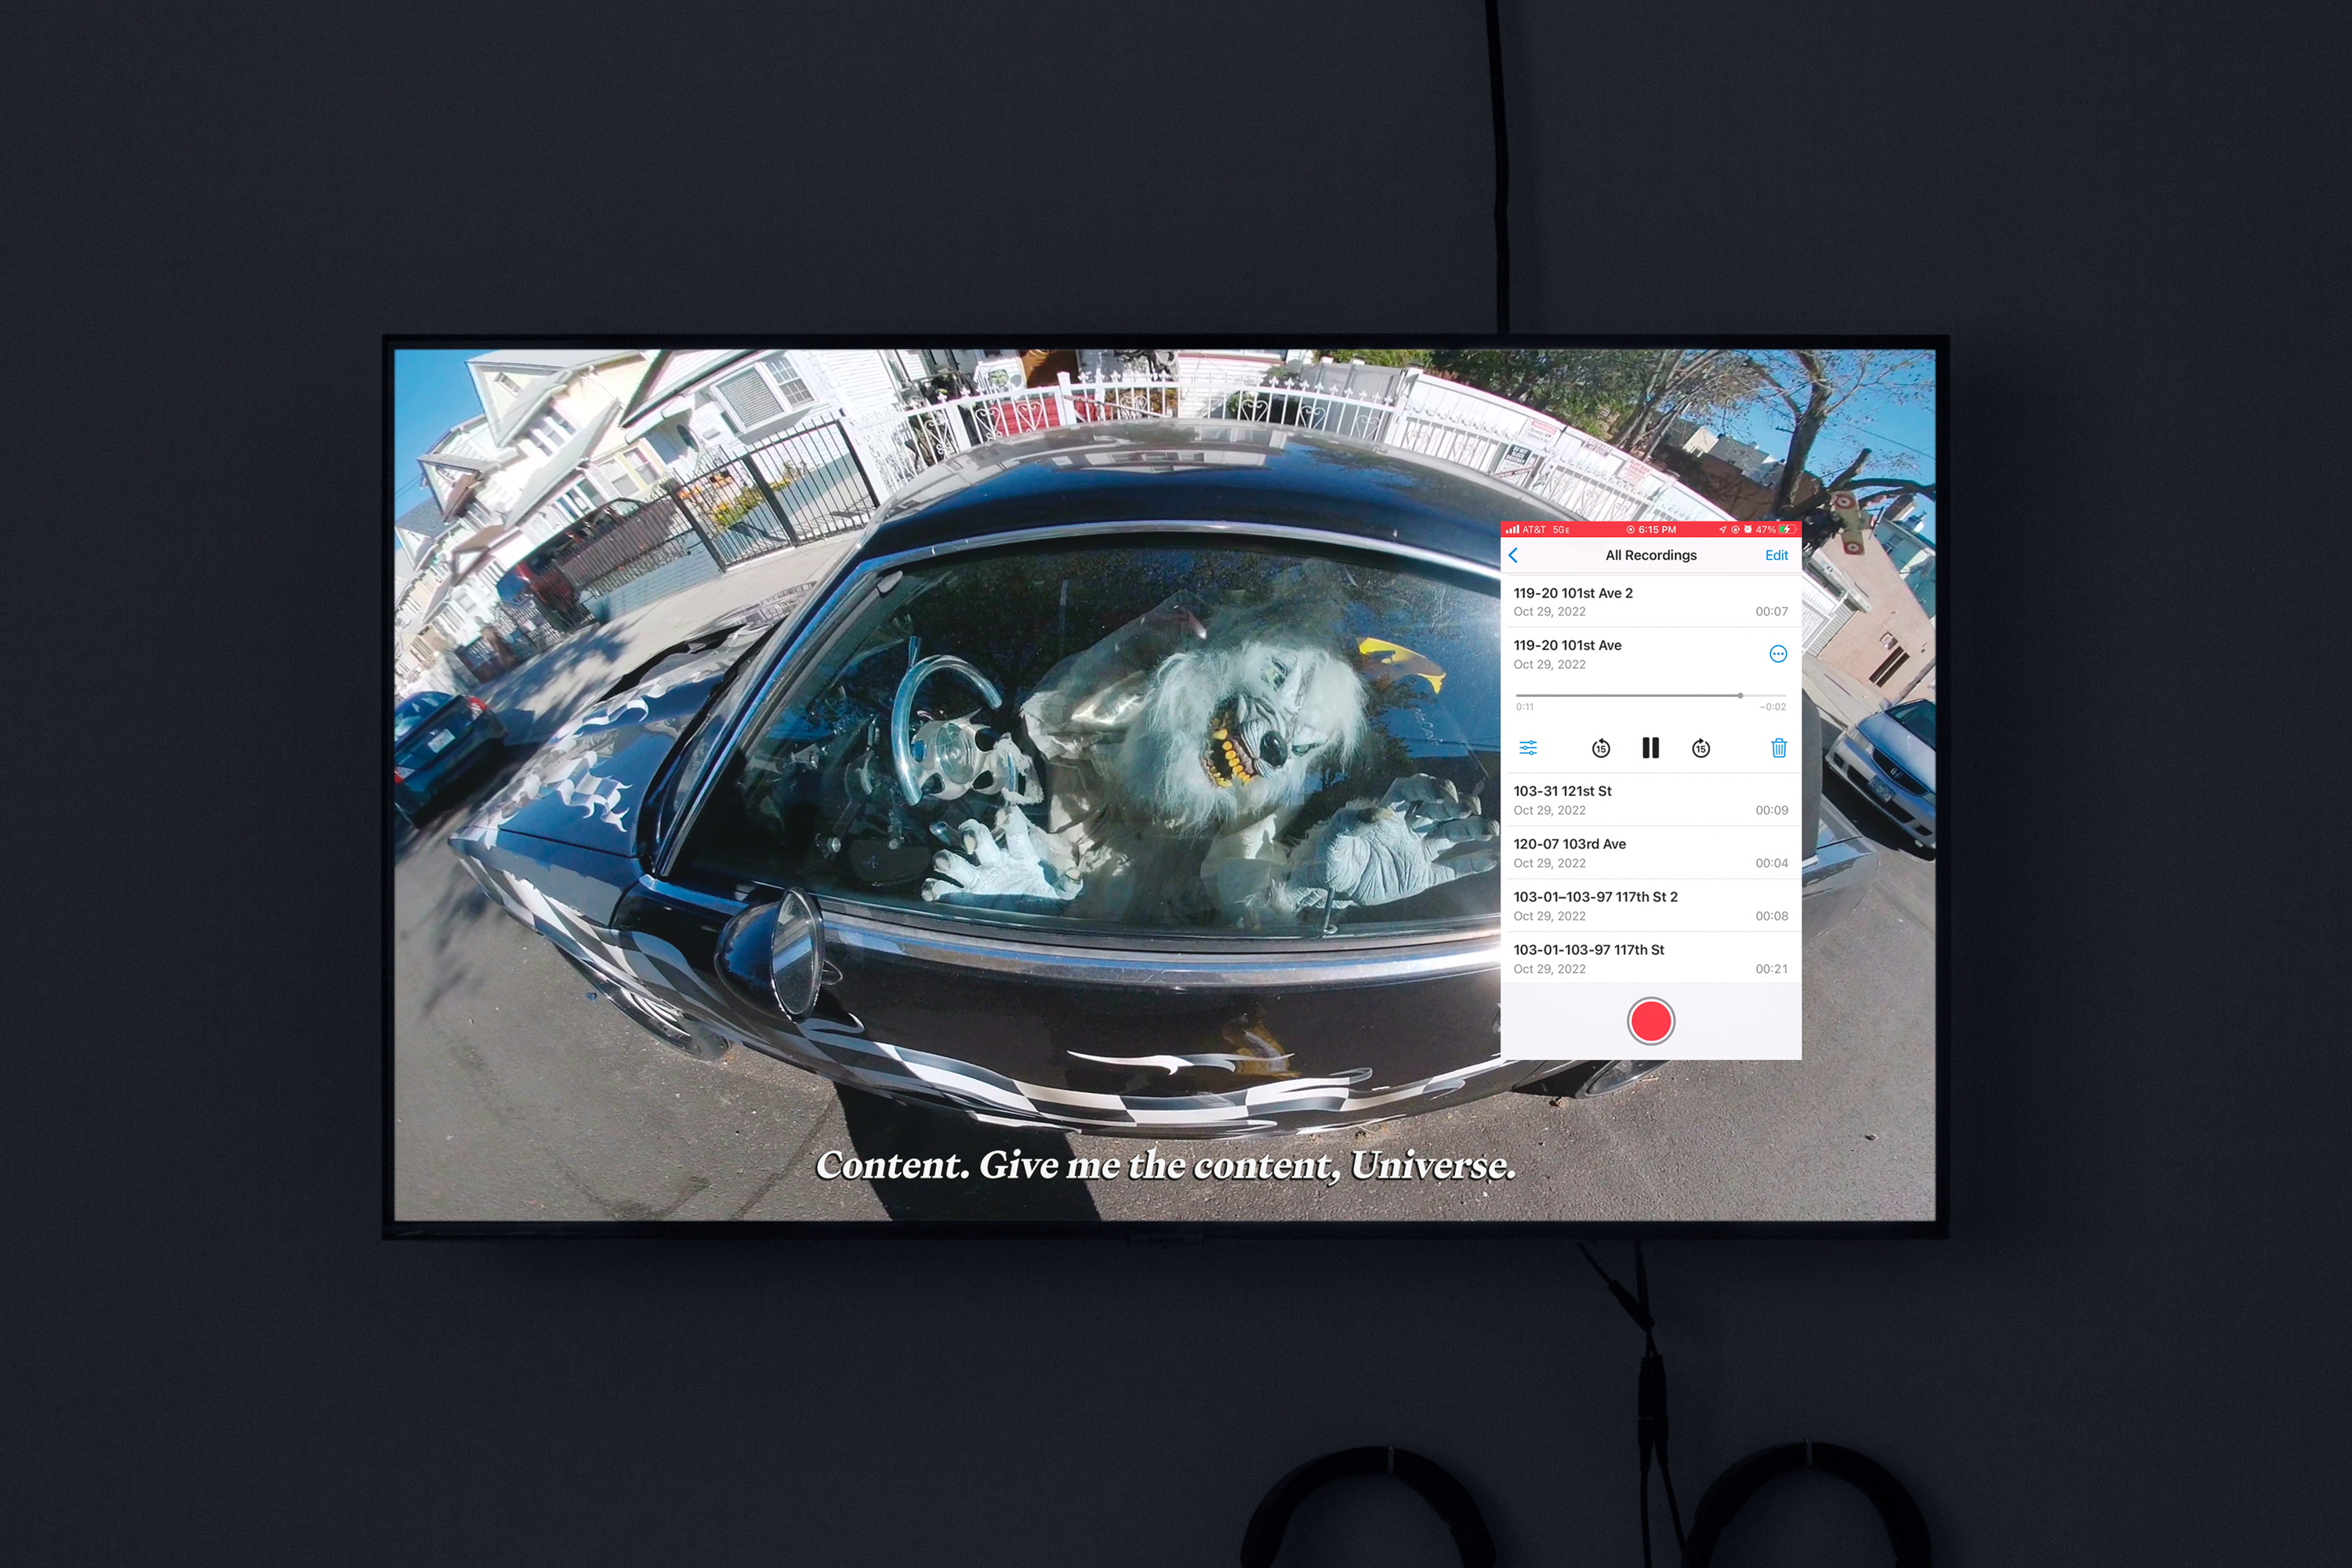 AT&T 5GE 6:15 PM 47%
All Recordings Edit
119-20 101st Ave 2
Oct 29, 2022 00:07
119-20 101st Ave
Oct 29, 2022
0:11 −0:02
15 15
103-31 121st St
Oct 29, 2022 00:09
120-07 103rd Ave
Oct 29, 2022 00:04
103-01–103-97 117th St 2
Oct 29, 2022 00:08
103-01-103-97 117th St
Oct 29, 2022 00:21
Content. Give me the content, Universe.